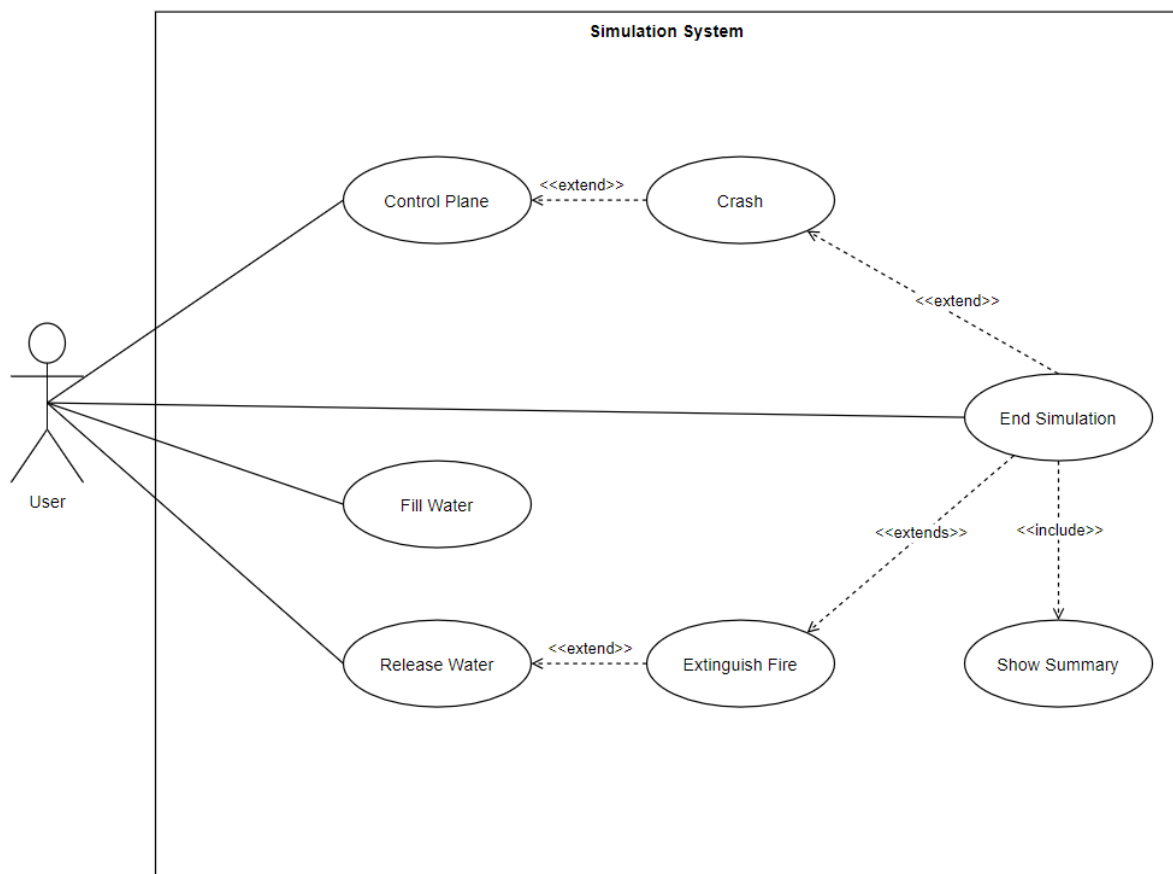 Simulation System
Control Plane
<<extend>>
Crash
<<extend>>
End Simulation
User
Fill Water
<<extends>>
<<include>>
Release Water
<<extend>>
Extinguish Fire
Show Summary